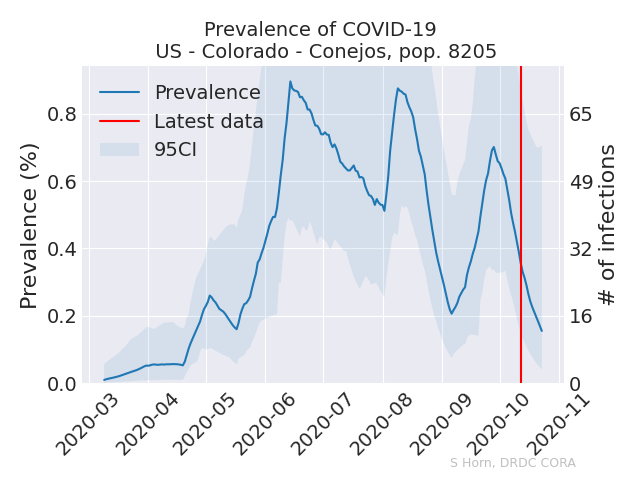 Prevalence of COVID-19
US - Colorado - Conejos, pop. 8205
Prevalence
Latest data
95CI
Prevalence (%)
0.8
0.6
0.4
0.2
0.0
65
49
32
16
0
# of infections
2020-03
2020-04
2020-05
2020-06
2020-07
2020-08
2020-09
2020-10
2020-11
S Horn, DRDC CORA